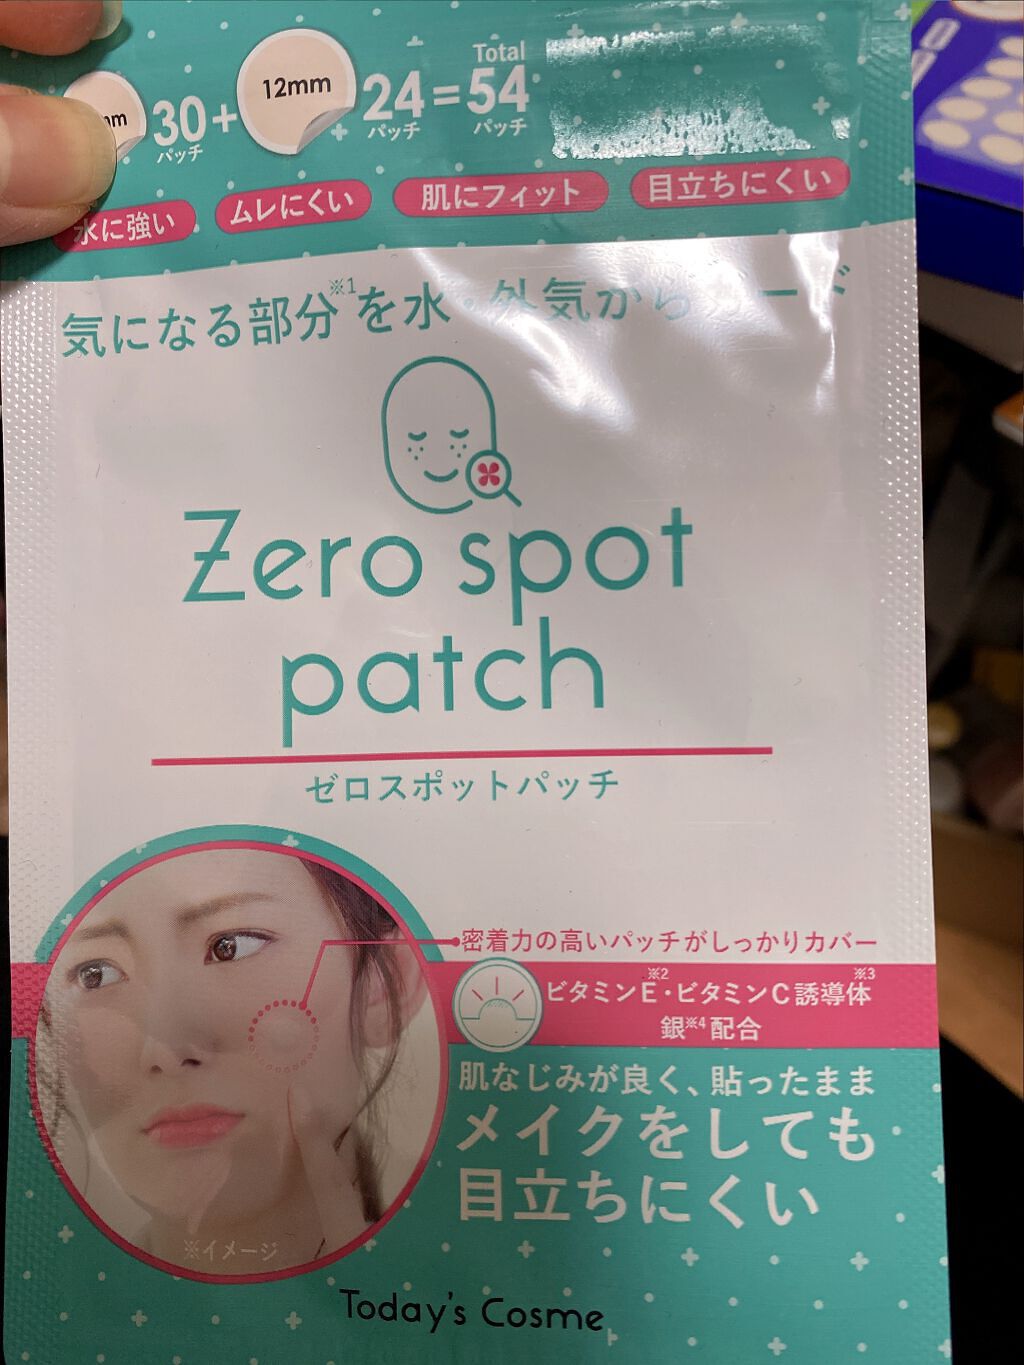 Total
12mm
30+ 24=54
パッチ パッチ パッチ
水に強い ムレにくい 肌にフィット 目立ちにくい
気になる部分※1を水・外気から
Zero spot
patch
ゼロスポットパッチ
密着力の高いパッチがしっかりカバー
ビタミンE※2・ビタミンC誘導体※3
銀※4配合
肌なじみが良く、貼ったまま
メイクをしても
目立ちにくい
※イメージ
Today's Cosme